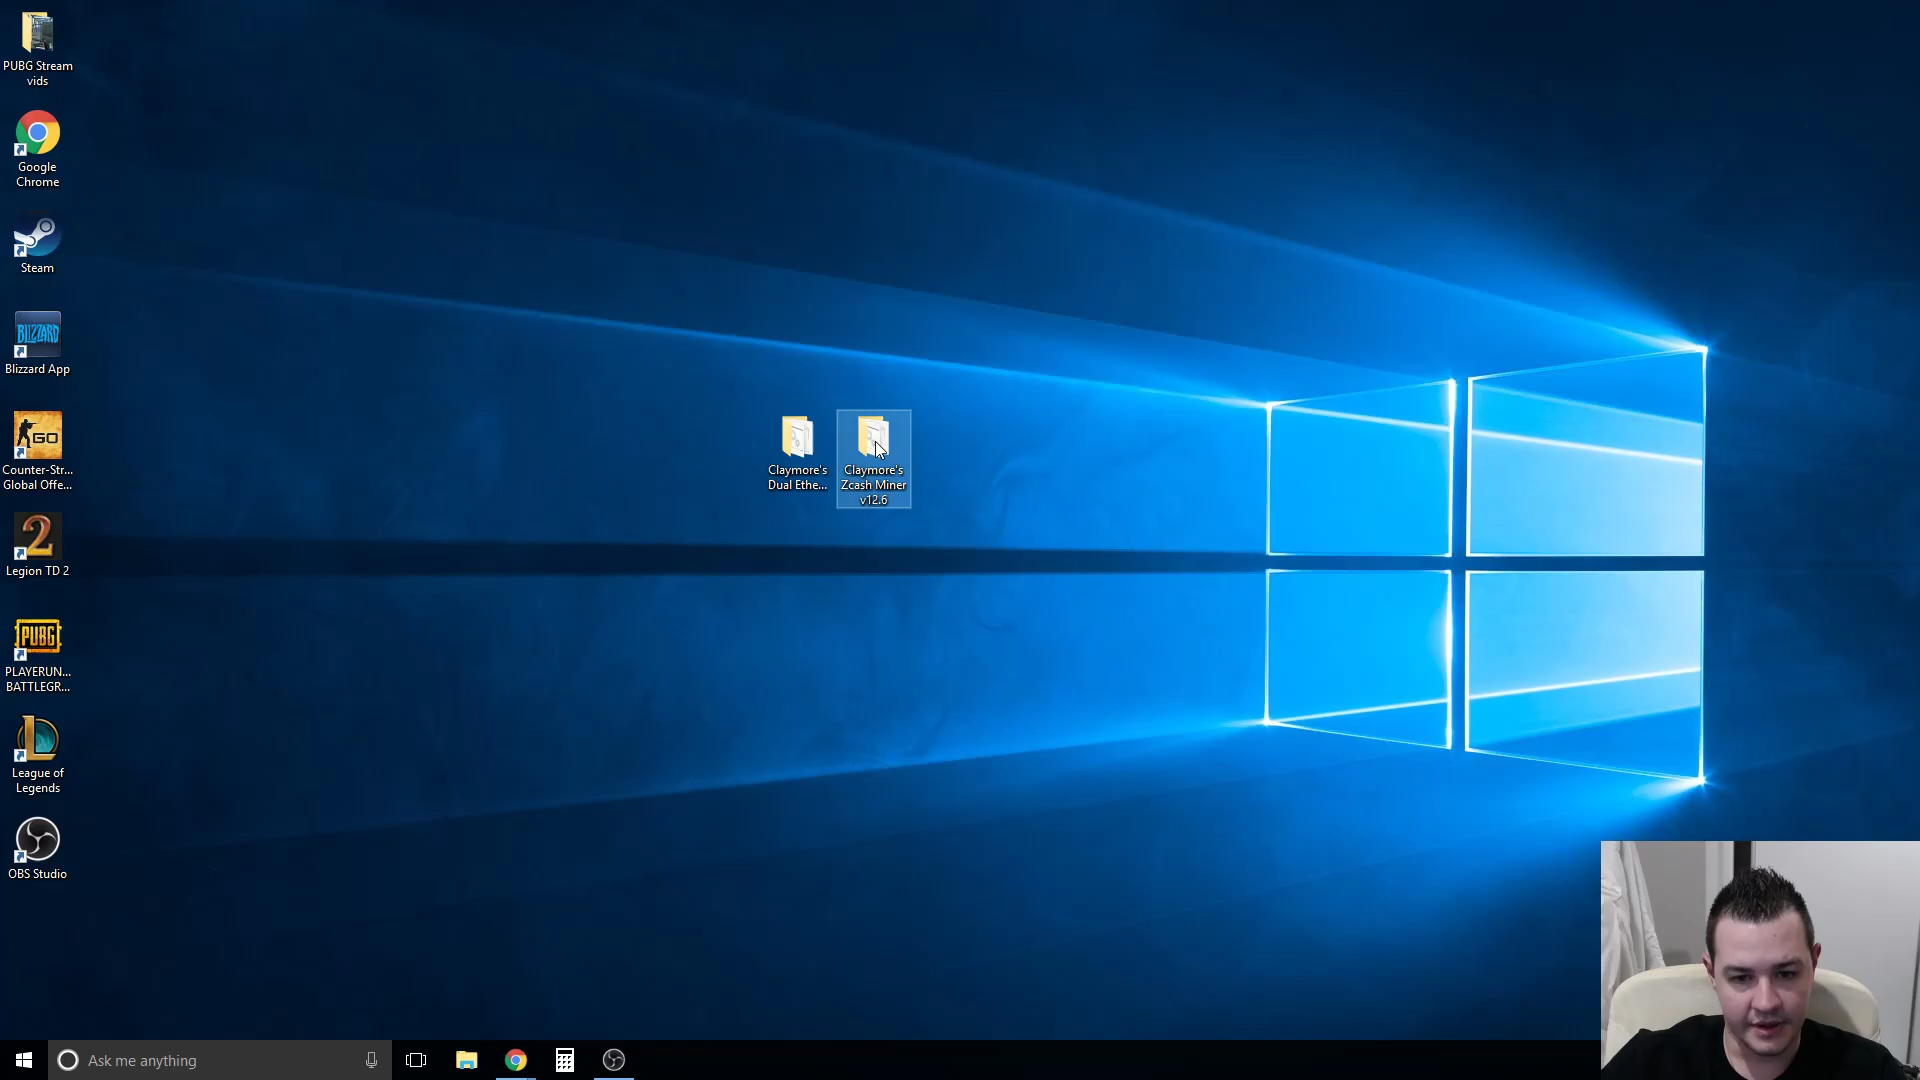 PUBG Stream
vids
Google
Chrome
Steam
BLIZZARD
Blizzard App
GO
Counter-Str...
Global Offe...
2
Legion TD 2
PUBG
PLAYERUN...
BATTLEGR...
League of
Legends
OBS Studio
Claymore's
Dual Ethe...
Claymore's
Zcash Miner
v12.6
Ask me anything